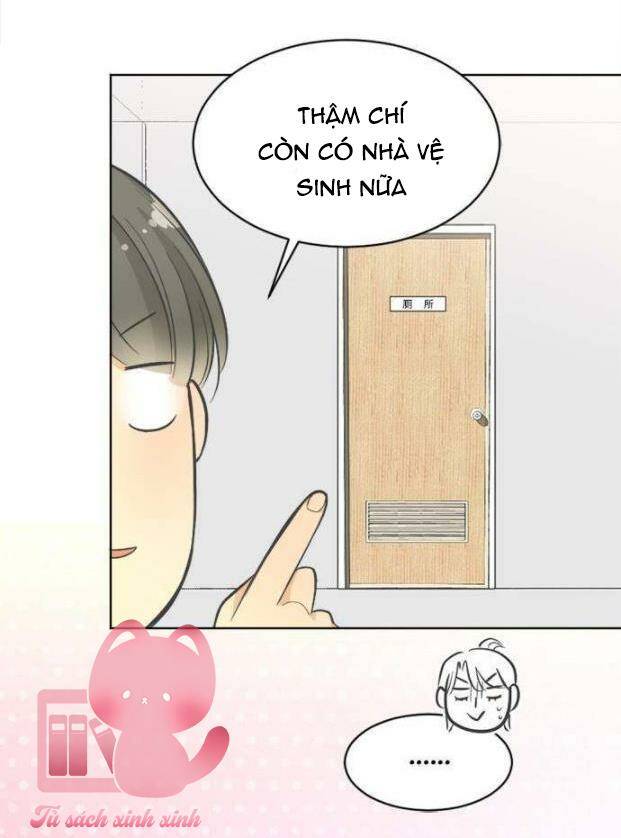 THẬM CHÍ
CÒN CÓ NHÀ VỆ
SINH NỮA
厕 所
......
Tủ sách xinh xinh